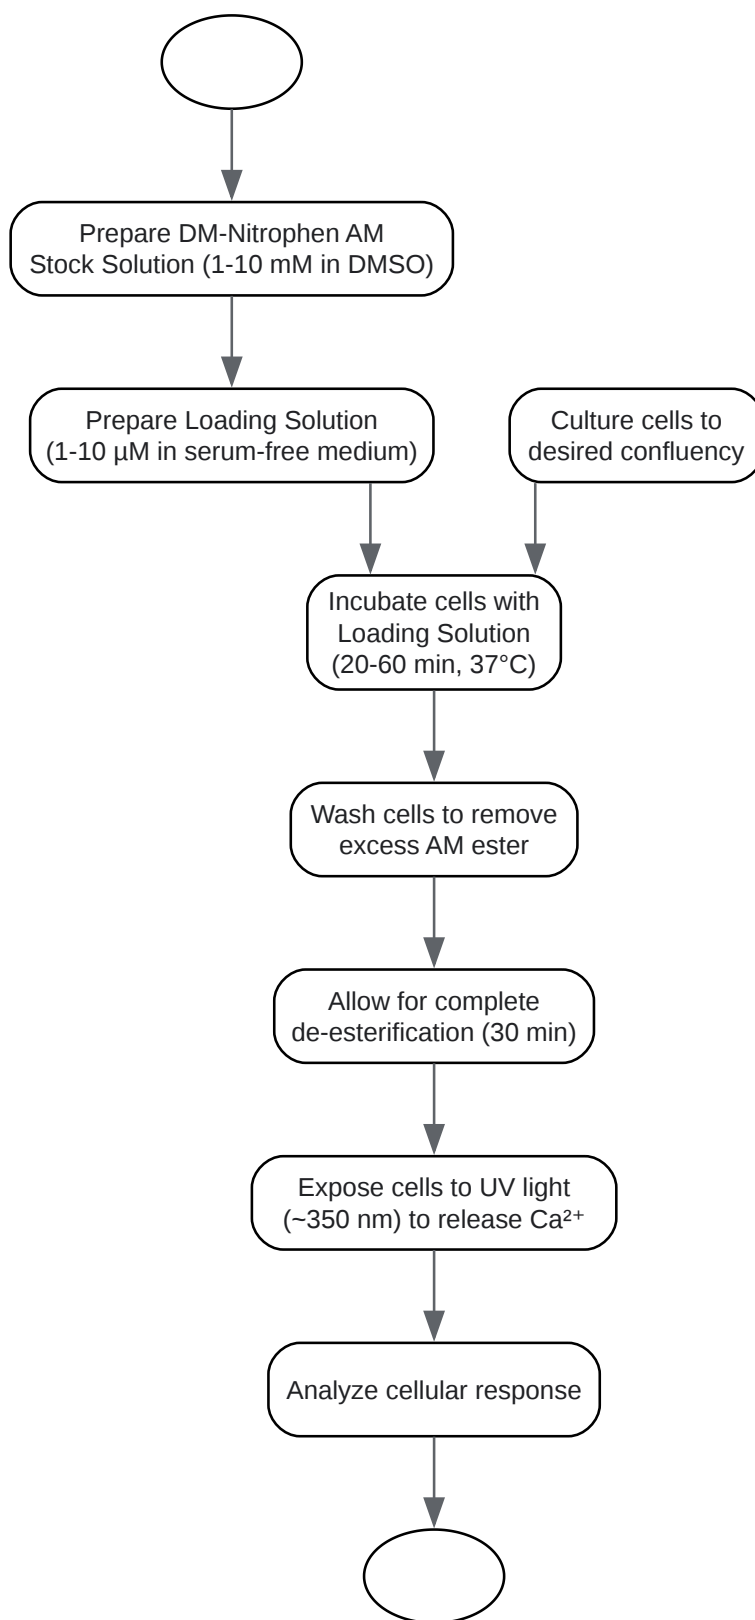 Prepare DM-Nitrophen AM
Stock Solution (1-10 mM in DMSO)
Prepare Loading Solution
(1-10 µM in serum-free medium)
Culture cells to
desired confluency
Incubate cells with
Loading Solution
(20-60 min, 37°C)
Wash cells to remove
excess AM ester
Allow for complete
de-esterification (30 min)
Expose cells to UV light
(~350 nm) to release Ca²⁺
Analyze cellular response